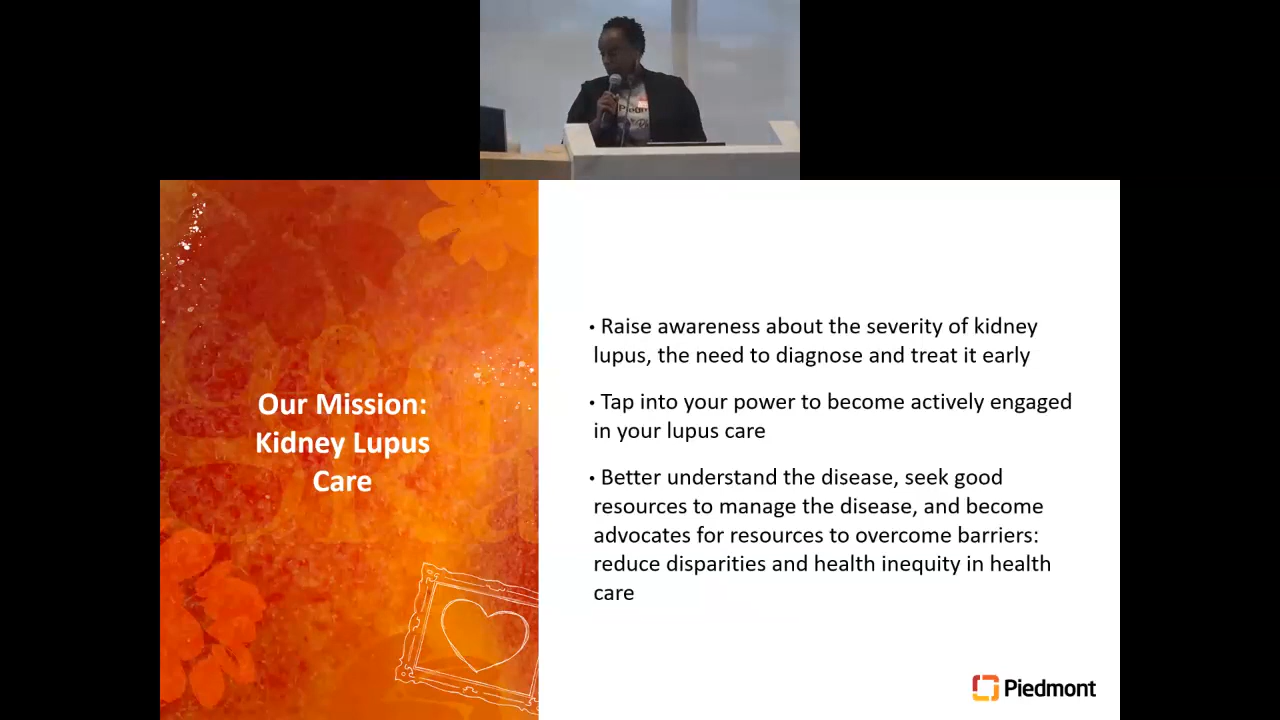 Our Mission:
Kidney Lupus
Care
• Raise awareness about the severity of kidney
lupus, the need to diagnose and treat it early
• Tap into your power to become actively engaged
in your lupus care
• Better understand the disease, seek good
resources to manage the disease, and become
advocates for resources to overcome barriers:
reduce disparities and health inequity in health
care
Piedmont